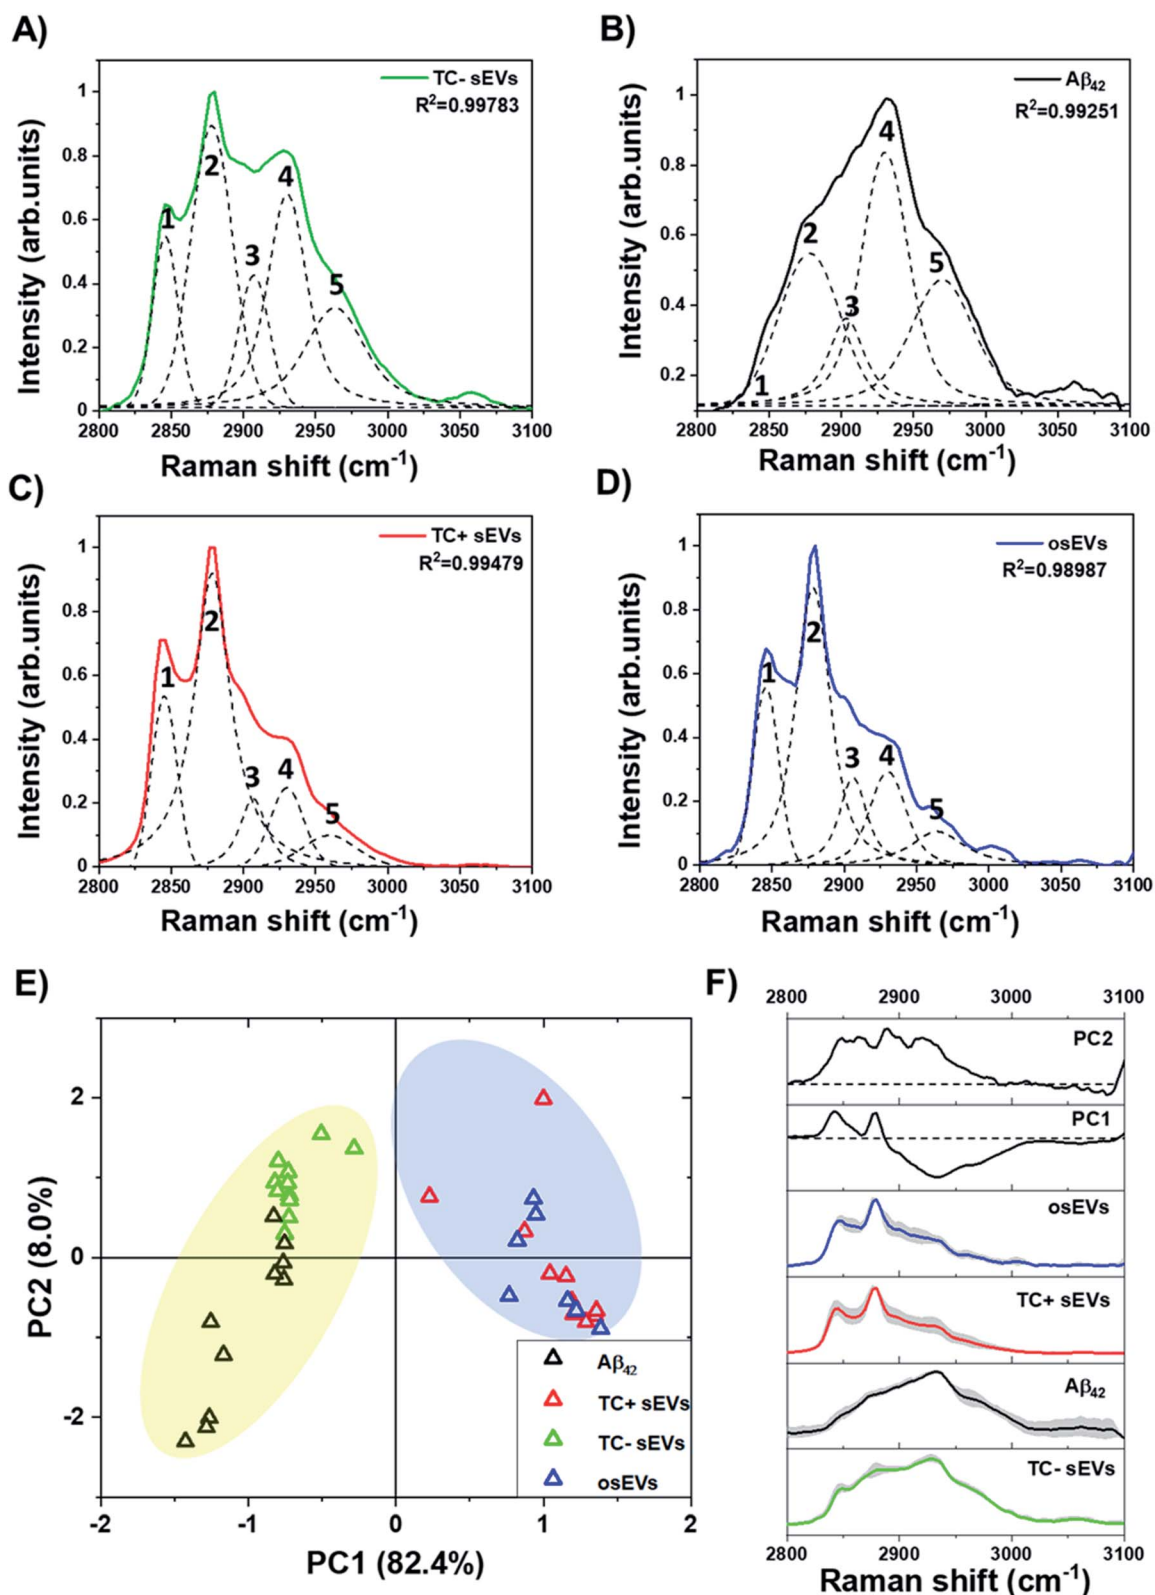 A)
TC- sEVs
R²=0.99783
Intensity (arb.units)
1
0.8
0.6
0.4
0.2
0
1
2
3
4
5
2800 2850 2900 2950 3000 3050 3100
Raman shift (cm⁻¹)
B)
Aβ₄₂
R²=0.99251
Intensity (arb.units)
1
0.8
0.6
0.4
0.2
1
2
3
4
5
2800 2850 2900 2950 3000 3050 3100
Raman shift (cm⁻¹)
C)
TC+ sEVs
R²=0.99479
Intensity (arb.units)
1
0.8
0.6
0.4
0.2
0
1
2
3
4
5
2800 2850 2900 2950 3000 3050 3100
Raman shift (cm⁻¹)
D)
osEVs
R²=0.98987
Intensity (arb.units)
1
0.8
0.6
0.4
0.2
0
1
2
3
4
5
2800 2850 2900 2950 3000 3050 3100
Raman shift (cm⁻¹)
E)
PC2 (8.0%)
2
0
-2
Aβ₄₂
TC+ sEVs
TC- sEVs
osEVs
-2 -1 0 1 2
PC1 (82.4%)
F)
2800 2900 3000 3100
PC2
PC1
osEVs
TC+ sEVs
Aβ₄₂
TC- sEVs
2800 2900 3000 3100
Raman shift (cm⁻¹)